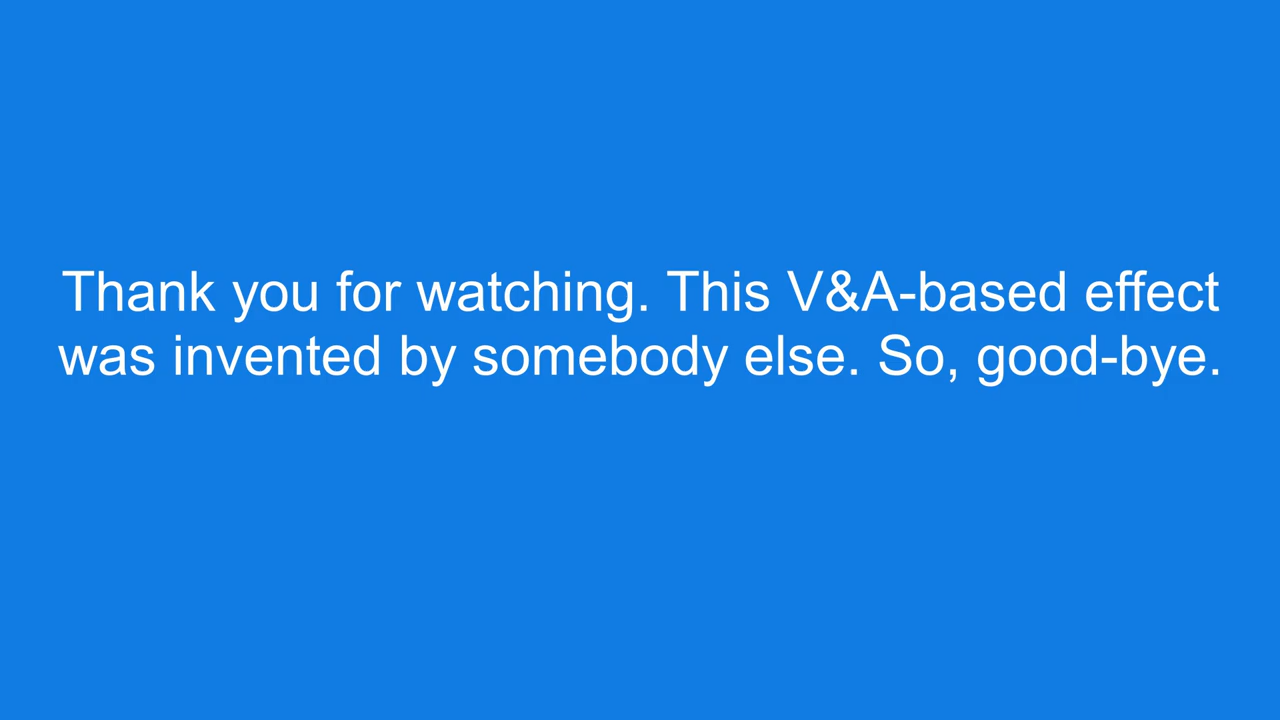 Thank you for watching. This V&A-based effect
was invented by somebody else. So, good-bye.